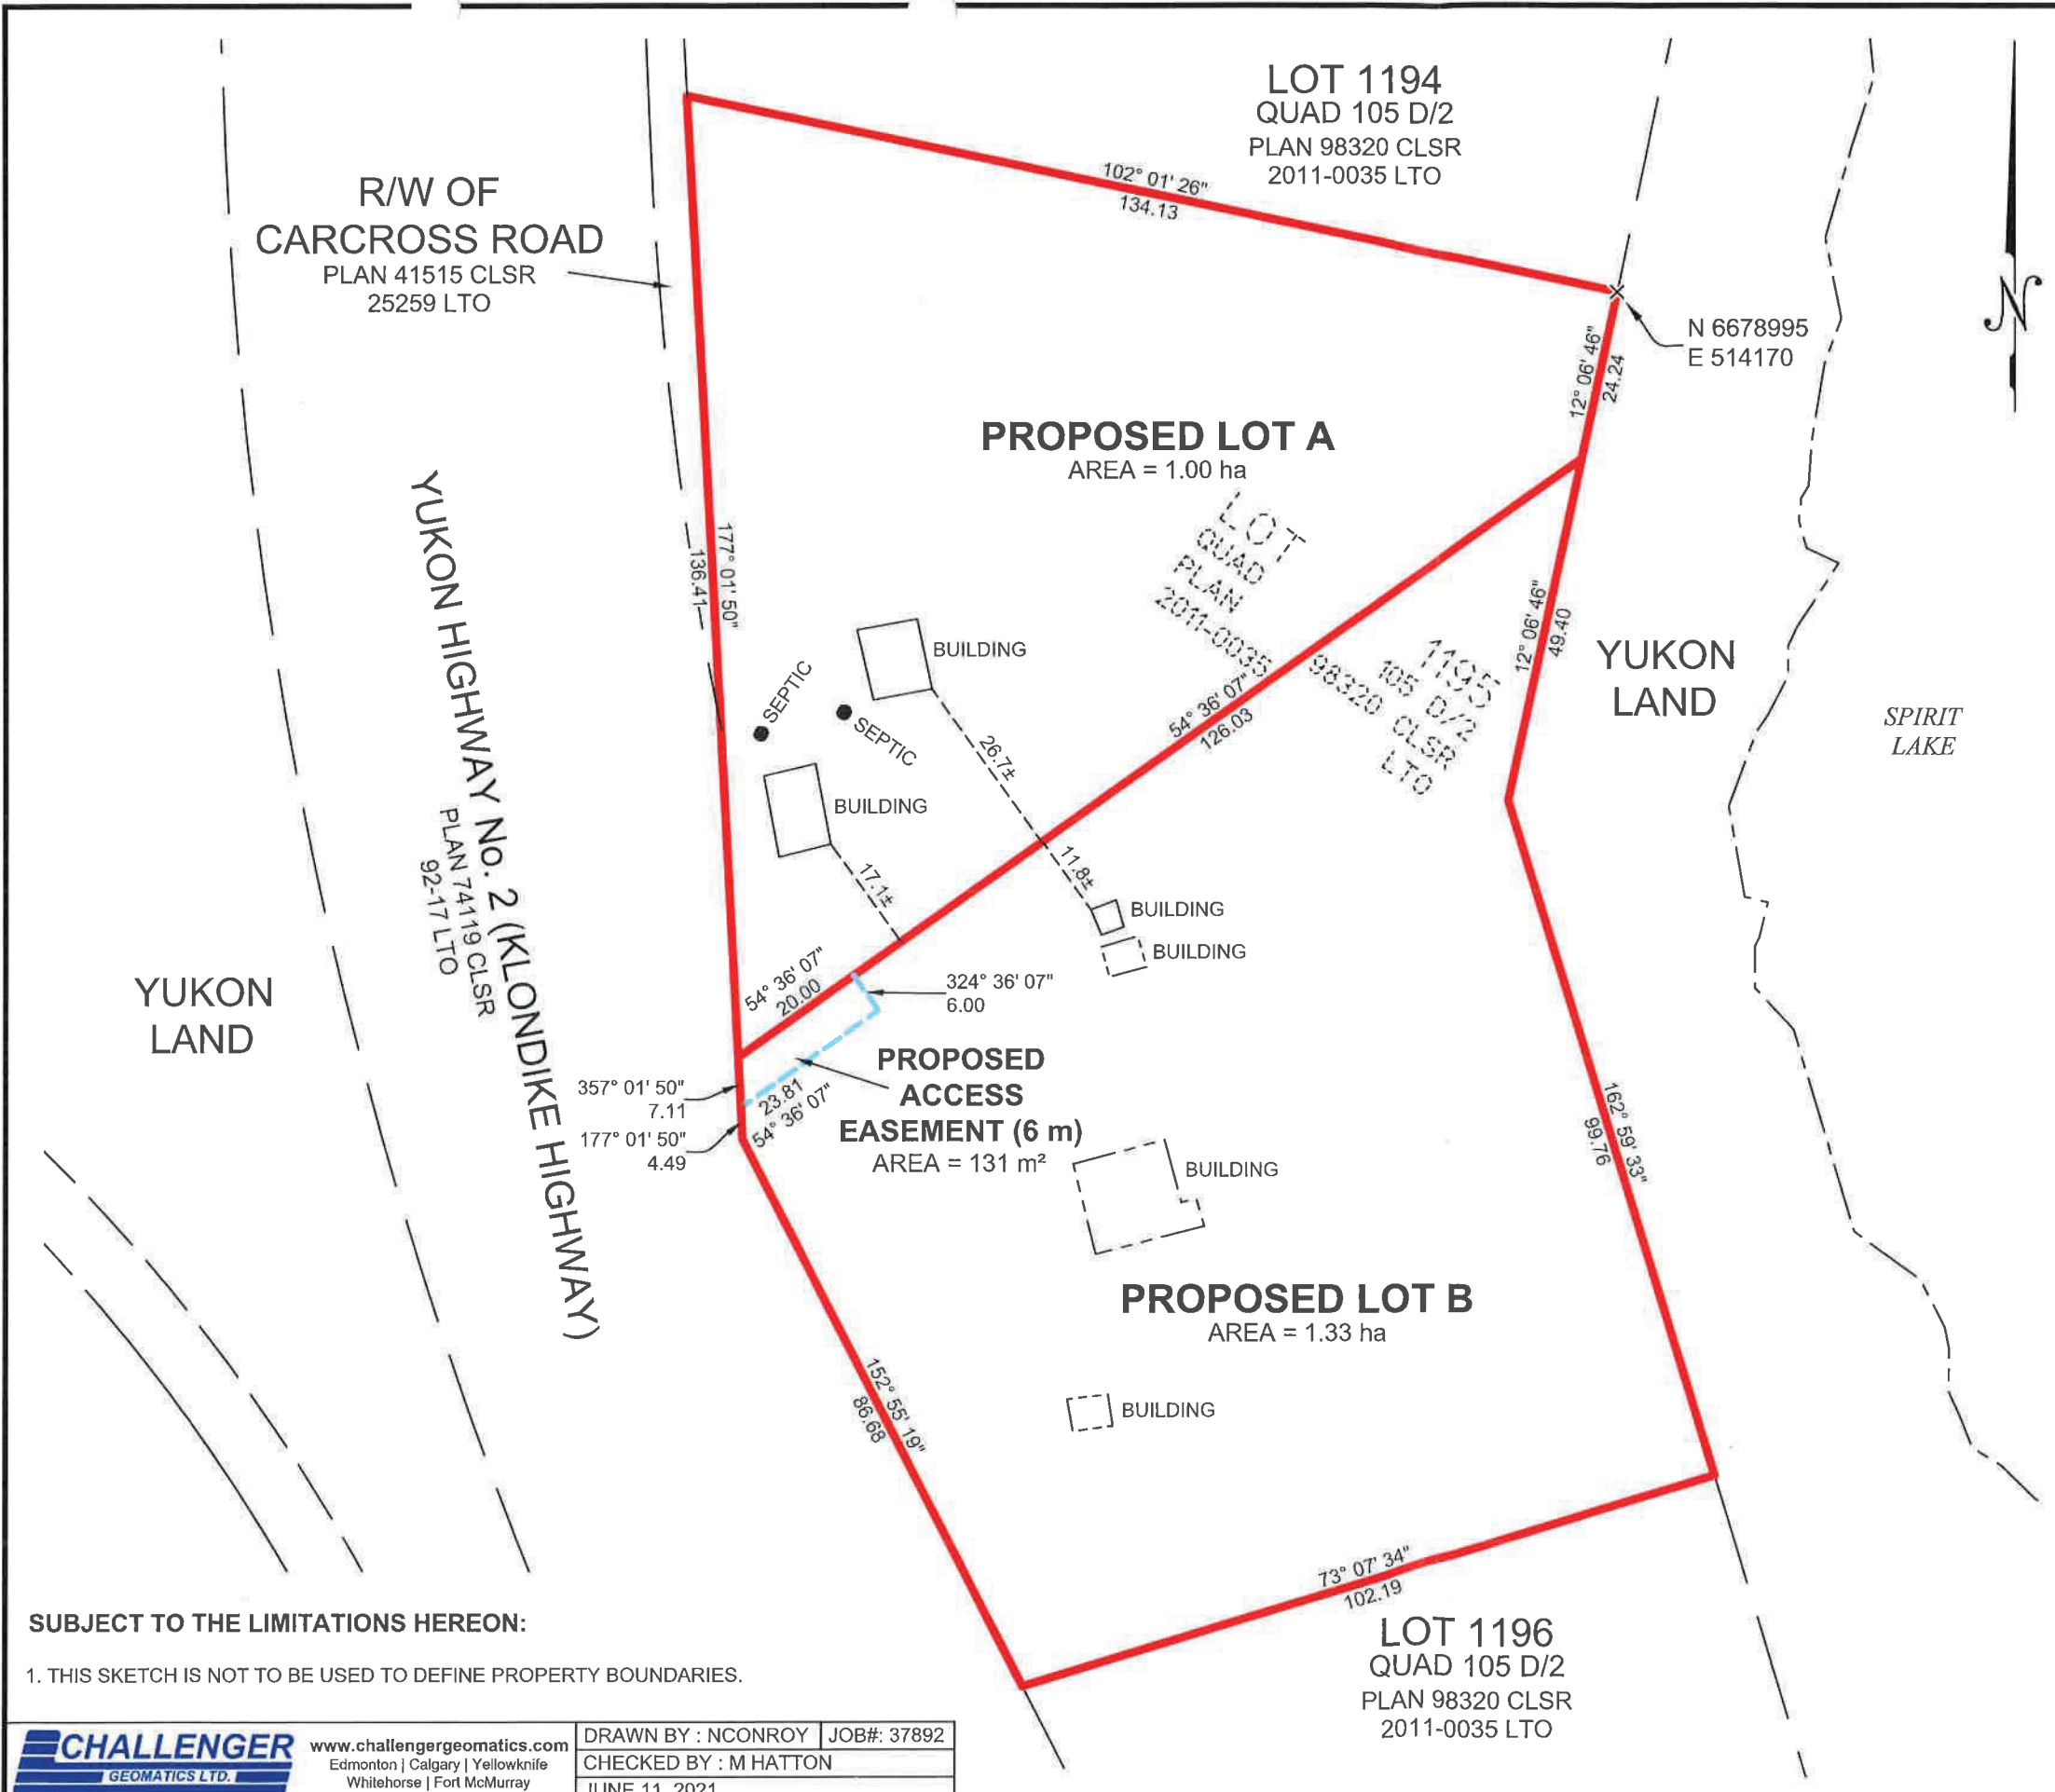 LOT 1194
QUAD 105 D/2
PLAN 98320 CLSR
2011-0035 LTO
R/W OF
CARCROSS ROAD
PLAN 41515 CLSR
25259 LTO
102° 01' 26"
134.13
N
N 6678995
E 514170
12° 06' 46"
24.24
PROPOSED LOT A
AREA = 1.00 ha
177° 01' 50"
136.41
YUKON HIGHWAY No. 2 (KLONDIKE HIGHWAY)
PLAN 74119 CLSR
92-17 LTO
LOT 1195
QUAD 105 D/2
PLAN 98320 CLSR
2011-0035 LTO
12° 06' 46"
49.40
YUKON
LAND
SPIRIT
LAKE
BUILDING
SEPTIC
SEPTIC
26.7±
54° 36' 07"
126.03
BUILDING
17.1±
11.8±
BUILDING
BUILDING
YUKON
LAND
54° 36' 07"
20.00
324° 36' 07"
6.00
PROPOSED
ACCESS
EASEMENT (6 m)
AREA = 131 m²
357° 01' 50"
7.11
23.81
54° 36' 07"
177° 01' 50"
4.49
162° 59' 33"
99.76
BUILDING
PROPOSED LOT B
AREA = 1.33 ha
152° 55' 19"
86.68
BUILDING
73° 07' 34"
102.19
LOT 1196
QUAD 105 D/2
PLAN 98320 CLSR
2011-0035 LTO
SUBJECT TO THE LIMITATIONS HEREON:
1. THIS SKETCH IS NOT TO BE USED TO DEFINE PROPERTY BOUNDARIES.
CHALLENGER
GEOMATICS LTD.
www.challengergeomatics.com
Edmonton | Calgary | Yellowknife
Whitehorse | Fort McMurray
DRAWN BY : NCONROY JOB#: 37892
CHECKED BY : M HATTON
JUNE 11, 2021